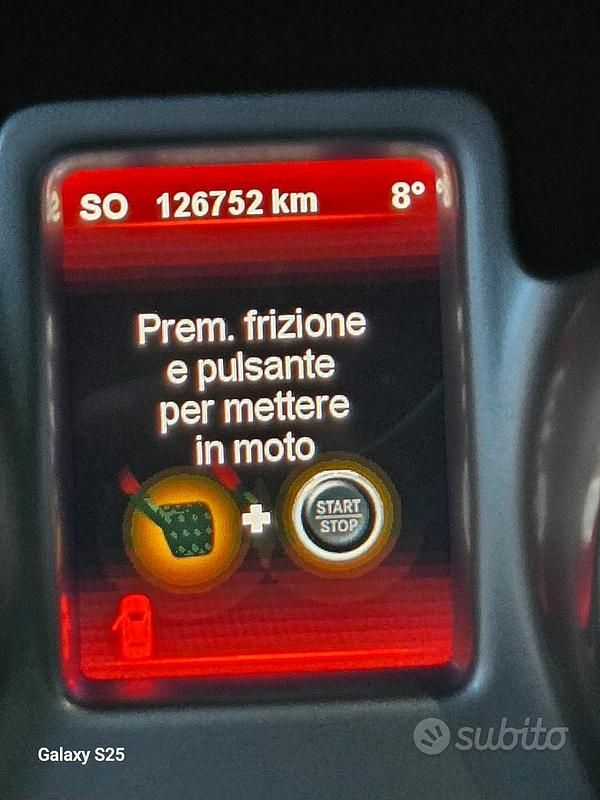 SO 126752 km 8°
Prem. frizione
e pulsante
per mettere
in moto
START
STOP
Galaxy S25
subito